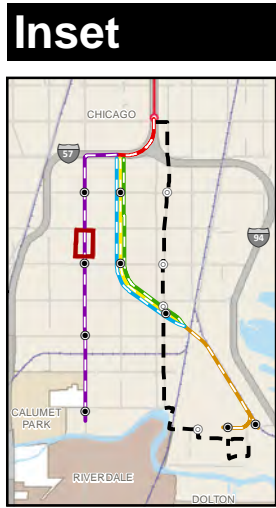 Inset
CHICAGO
57
94
CALUMET
PARK
RIVERDALE
DOLTON